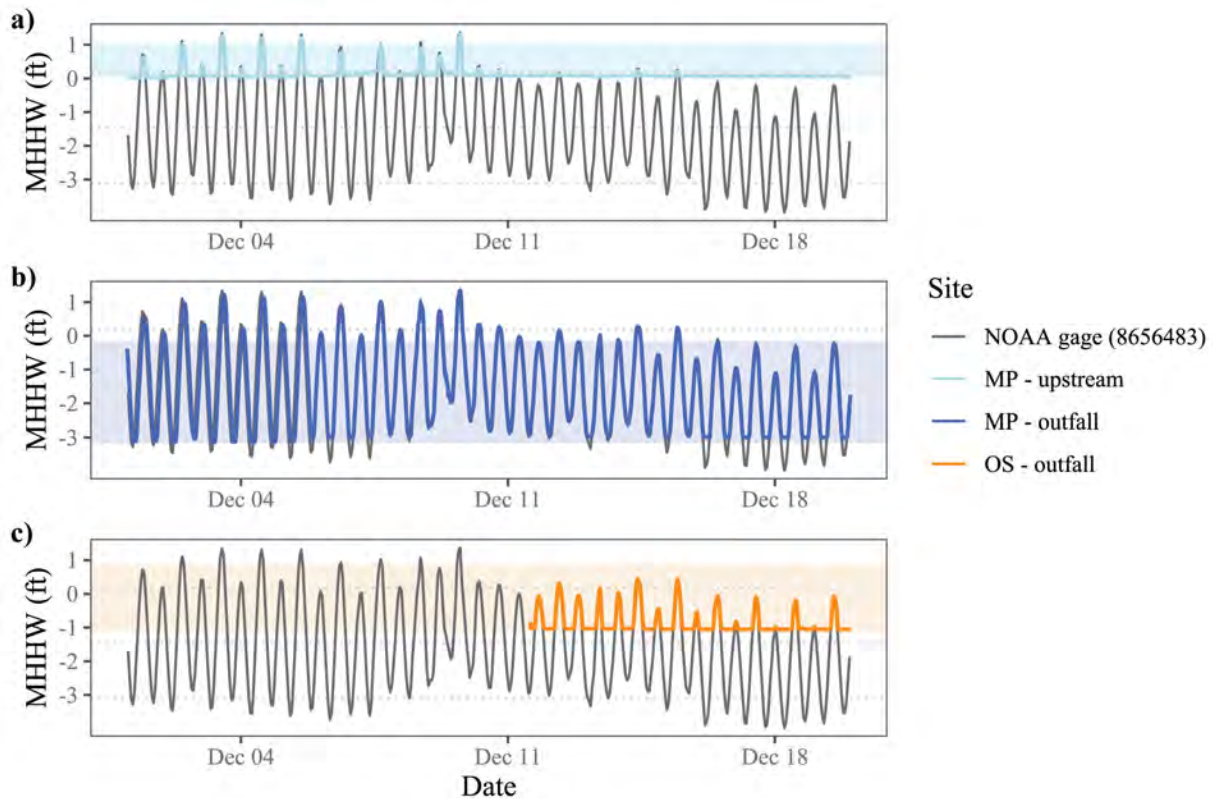 a)
MHHW (ft)
1
0
-1
-2
-3
Dec 04 Dec 11 Dec 18
b)
MHHW (ft)
1
0
-1
-2
-3
Dec 04 Dec 11 Dec 18
Site
NOAA gage (8656483)
MP - upstream
MP - outfall
OS - outfall
c)
MHHW (ft)
1
0
-1
-2
-3
Dec 04 Dec 11 Dec 18
Date